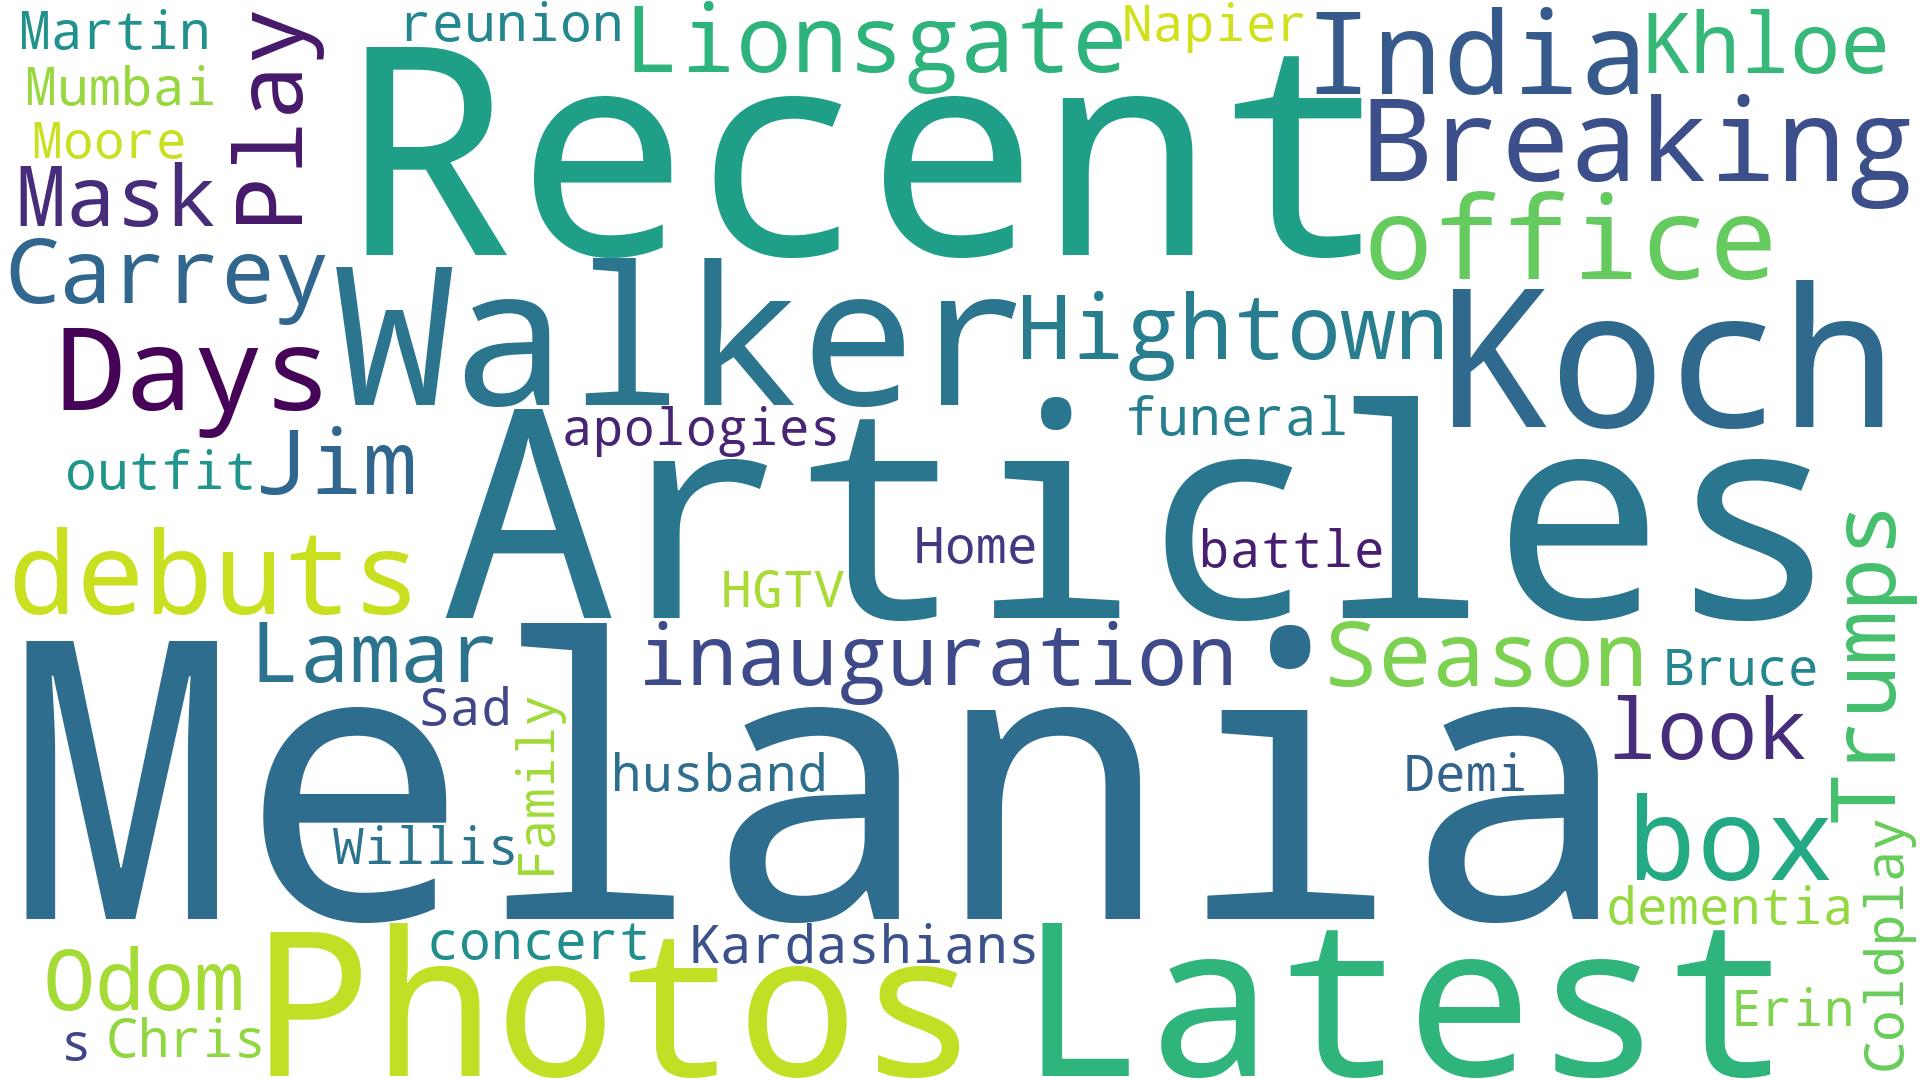 Martin
reunion
Lionsgate
Napier
India
Khloe
Mumbai
Play
Recent
Breaking
Moore
Mask
office
Carrey
Walker
Hightown
Koch
Days
apologies
funeral
outfit
Jim
Articles
Home
battle
debuts
HGTV
Trumps
Lamar
inauguration
Season
Bruce
Melania
Sad
Family
look
husband
Demi
Willis
box
dementia
Coldplay
concert
Kardashians
Odom
Photos
Latest
Erin
s
Chris